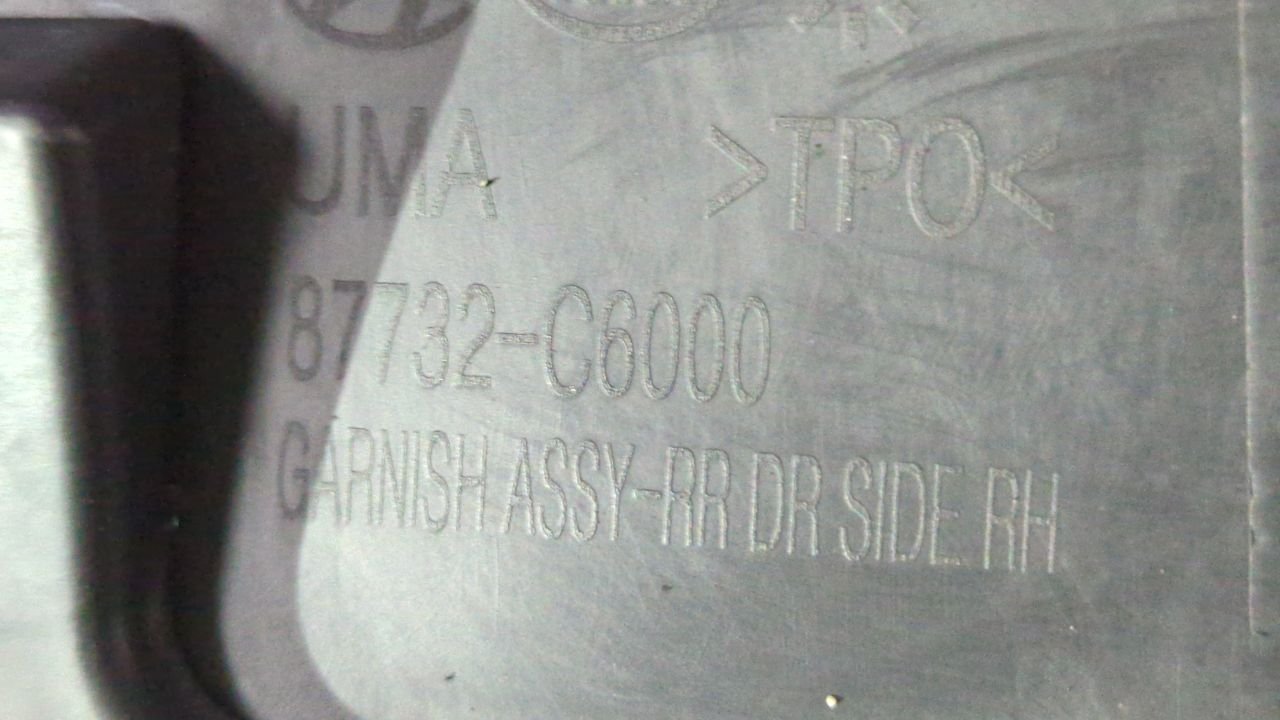 UMA >TPO<
87732-C6000
GARNISH ASSY-RR DR SIDE RH